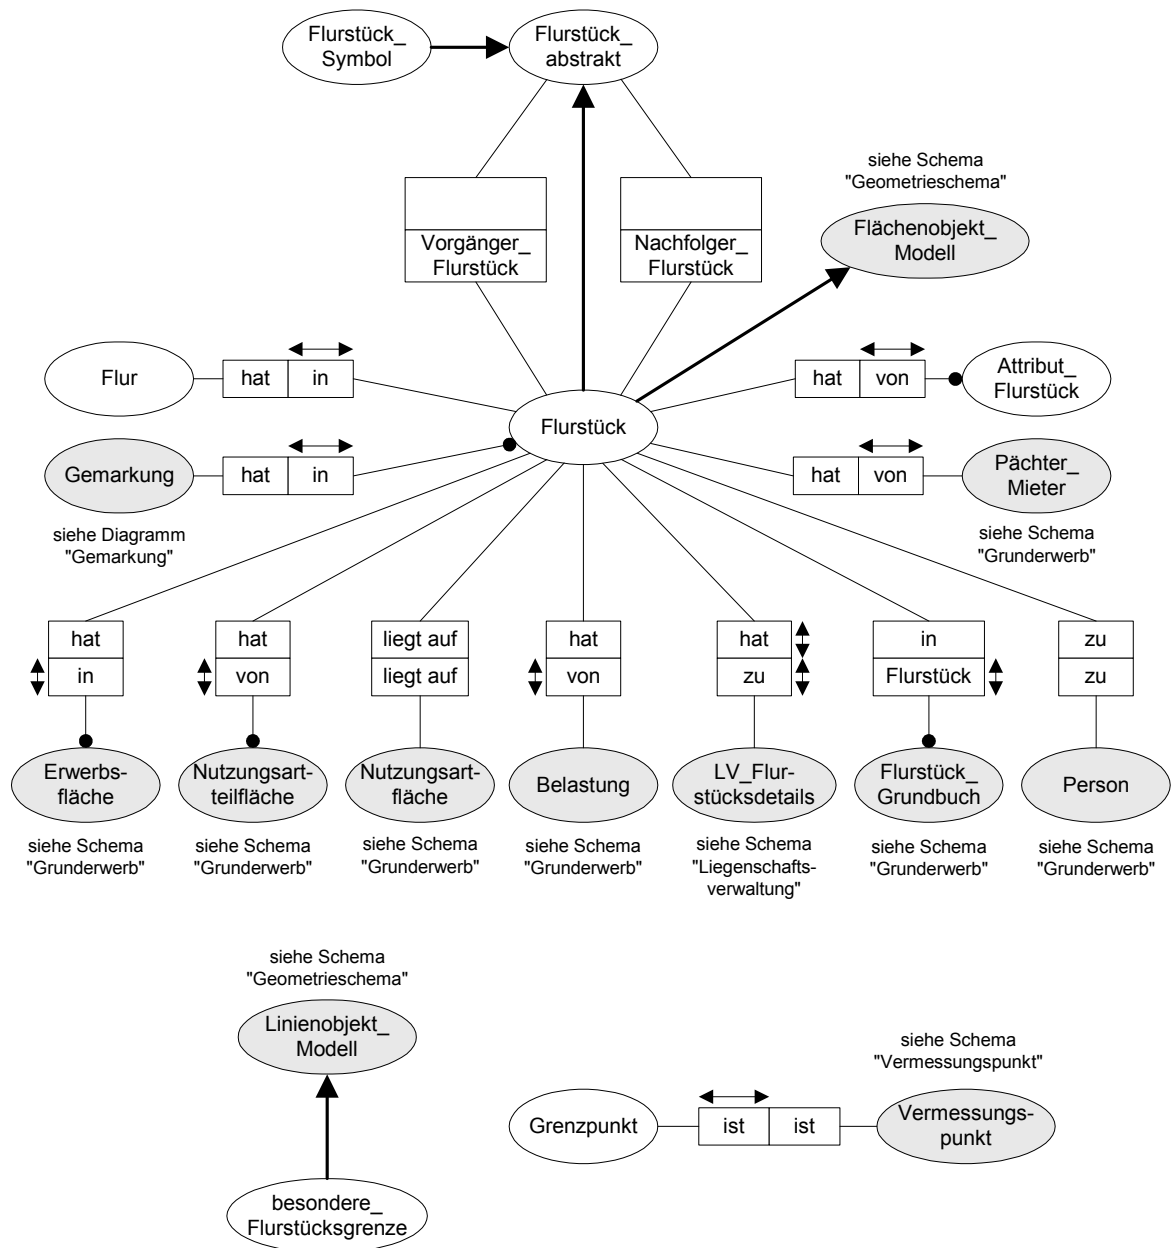 Flurstück_
Symbol
Flurstück_
abstrakt
siehe Schema
"Geometrieschema"
Flächenobjekt_
Modell
Vorgänger_
Flurstück
Nachfolger_
Flurstück
Flur
hat
in
hat
von
Attribut_
Flurstück
Flurstück
Gemarkung
hat
in
hat
von
Pächter_
Mieter
siehe Diagramm
"Gemarkung"
siehe Schema
"Grunderwerb"
hat
in
hat
von
liegt auf
liegt auf
hat
von
hat
zu
in
Flurstück
zu
zu
Erwerbs-
fläche
Nutzungsart-
teilfläche
Nutzungsart-
fläche
Belastung
LV_Flur-
stücksdetails
Flurstück_
Grundbuch
Person
siehe Schema
"Grunderwerb"
siehe Schema
"Grunderwerb"
siehe Schema
"Grunderwerb"
siehe Schema
"Grunderwerb"
siehe Schema
"Liegenschafts-
verwaltung"
siehe Schema
"Grunderwerb"
siehe Schema
"Grunderwerb"
siehe Schema
"Geometrieschema"
Linienobjekt_
Modell
besondere_
Flurstücksgrenze
siehe Schema
"Vermessungspunkt"
Grenzpunkt
ist
ist
Vermessungs-
punkt